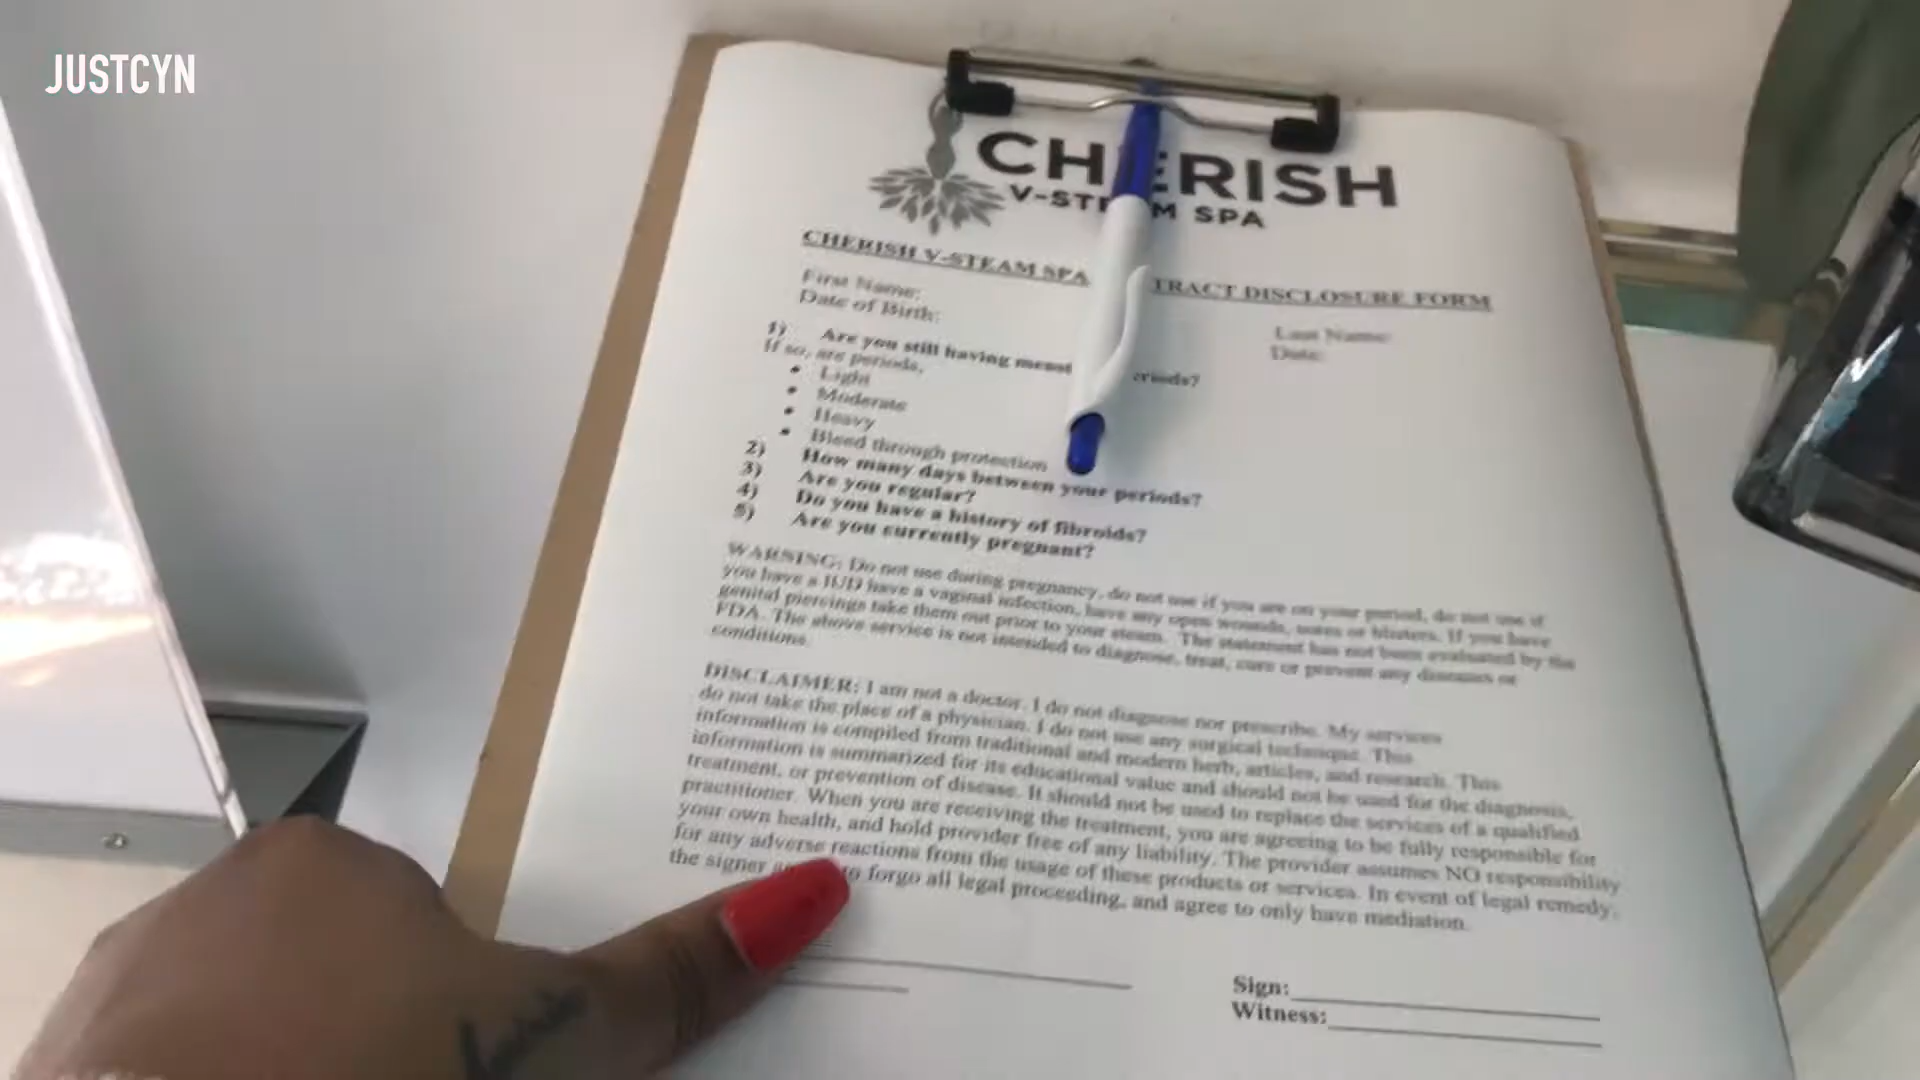 JUSTCYN
CHERISH
V-STEAM SPA
CHERISH V-STEAM SPA TRACT DISCLOSURE FORM
First Name:
Last Name:
Date of Birth:
Date:
1) Are you still having menst eriods?
If so, are periods,
• Light
• Moderate
• Heavy
• Bleed through protection
2) How many days between your periods?
3) Are you regular?
4) Do you have a history of fibroids?
5) Are you currently pregnant?
WARNING: Do not use during pregnancy, do not use if you are on your period, do not use if
you have a IUD have a vaginal infection, have any open wounds, sores or blisters. If you have
genital piercings take them out prior to your steam. The statement has not been evaluated by the
FDA. The above service is not intended to diagnose, treat, cure or prevent any diseases or
conditions.
DISCLAIMER: I am not a doctor. I do not diagnose nor prescribe. My services
do not take the place of a physician. I do not use any surgical technique. This
information is compiled from traditional and modern herb, articles, and research. This
information is summarized for its educational value and should not be used for the diagnosis,
treatment, or prevention of disease. It should not be used to replace the services of a qualified
practitioner. When you are receiving the treatment, you are agreeing to be fully responsible for
your own health, and hold provider free of any liability. The provider assumes NO responsibility
for any adverse reactions from the usage of these products or services. In event of legal remedy,
the signer to forgo all legal proceeding, and agree to only have mediation.
Sign:
Witness: